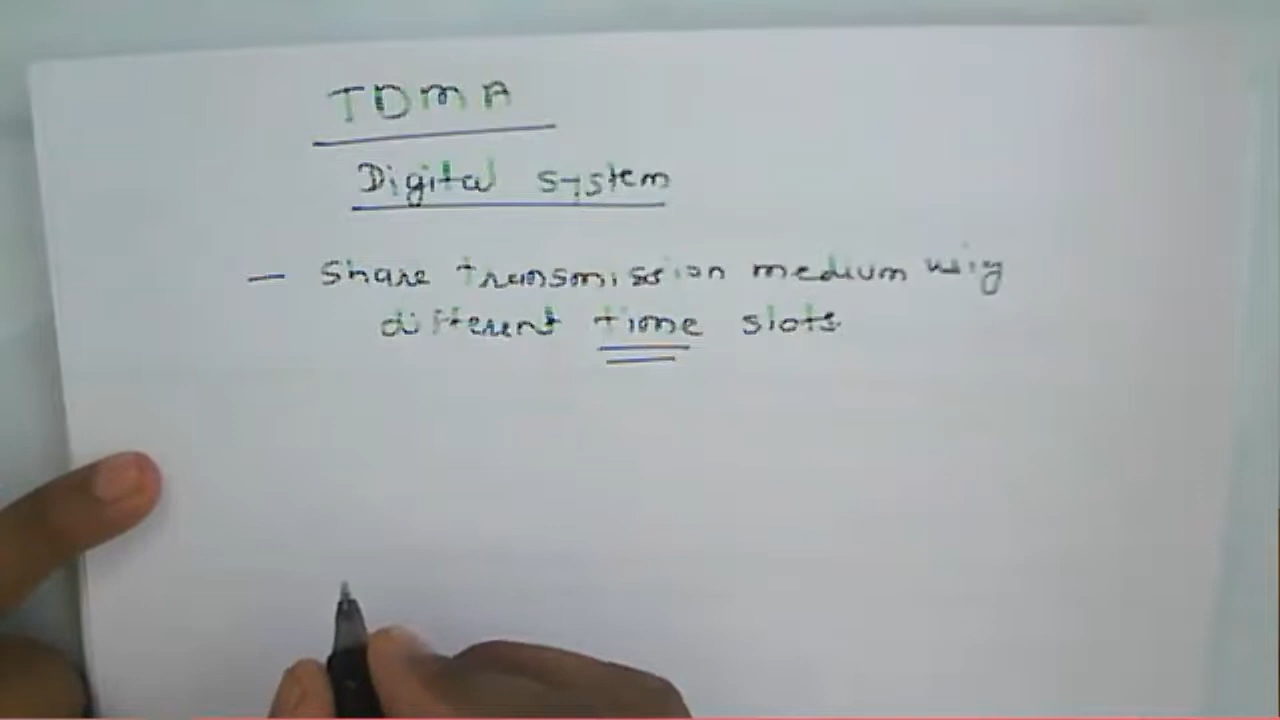 TDMA
Digital system
— Share transmission medium using
different time slots